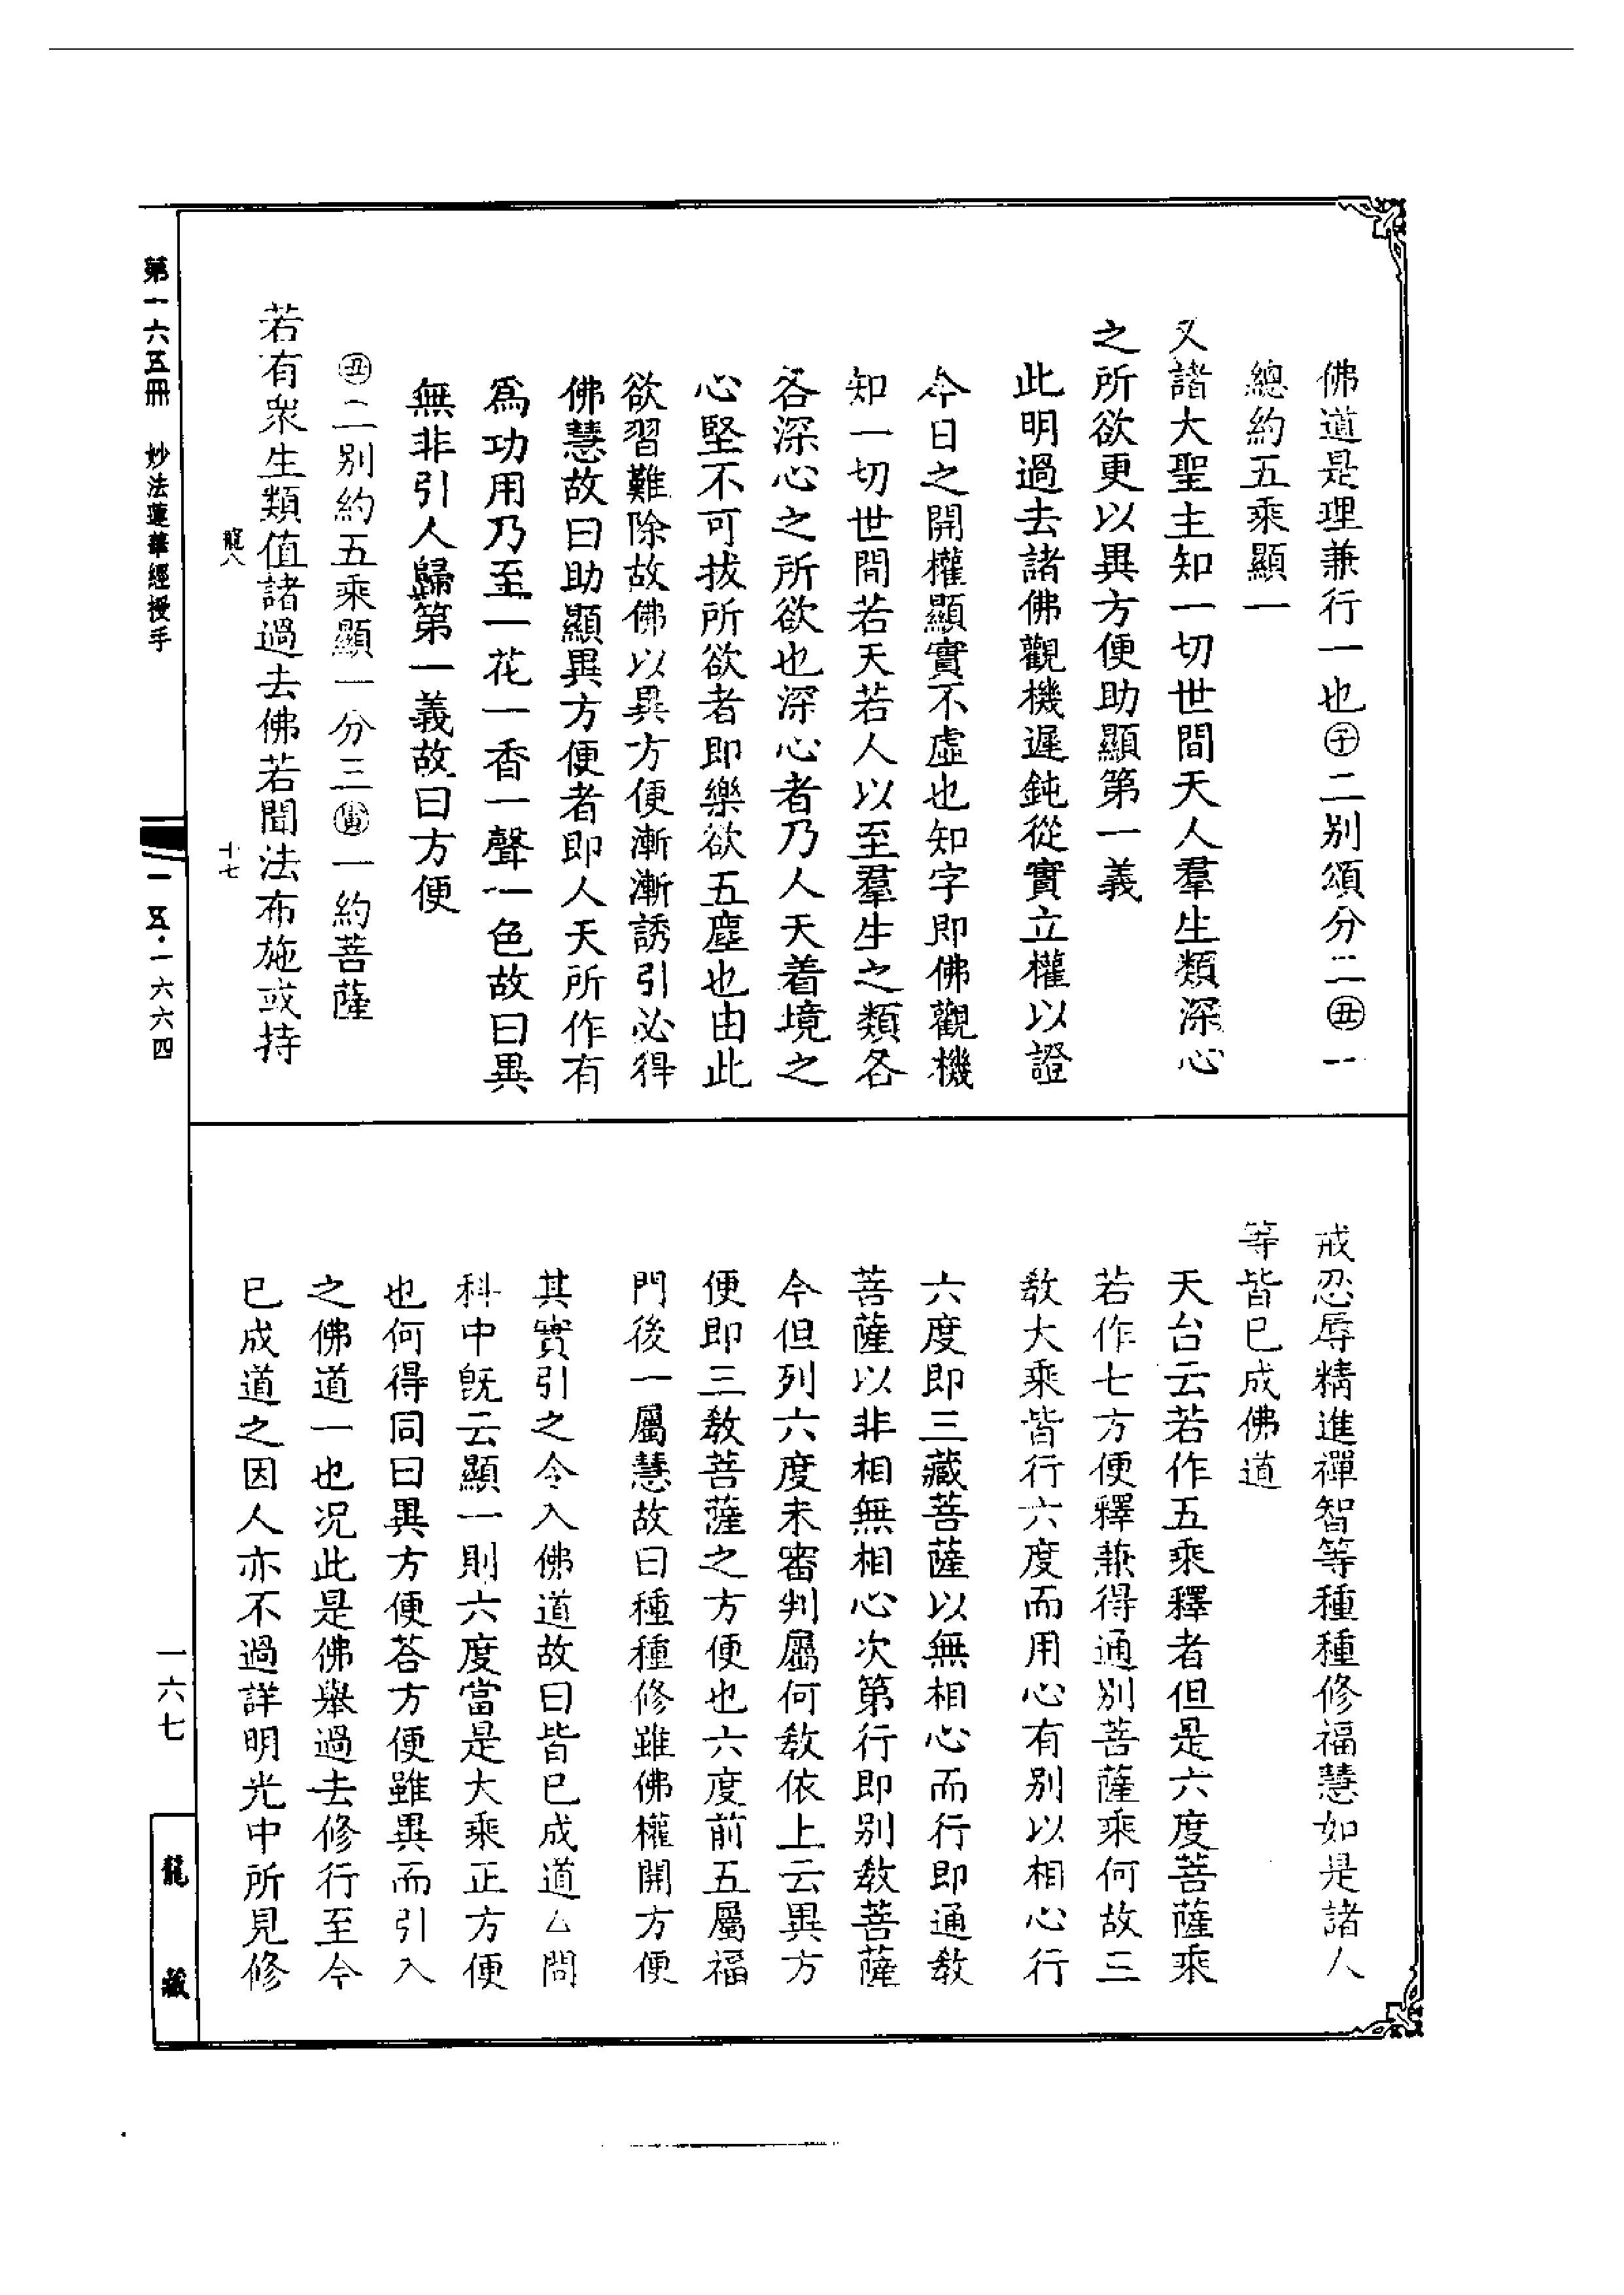 佛道是理兼行一也㊛子二別頌分二丑一
總約五乘顯一
又諸大聖主知一切世間天人羣生類深心
之所欲更以異方便助顯第一義
此明過去諸佛觀機遲鈍從實立權以證
今日之開權顯實不虛也知字即佛觀機
知一切世間若天若人以至羣生之類各
各深心之所欲也深心者乃人天着境之
心堅不可拔所欲者即樂欲五塵也由此
欲習難除故佛以異方便漸漸誘引必得
佛慧故曰助顯異方便者即人天所作有
爲功用乃至一花一香一聲一色故曰異
無非引人歸第一義故曰方便
丑二別約五乘顯一分三寅一約菩薩
若有衆生類值諸過去佛若聞法布施或持
龍八 十七
戒忍辱精進禪智等種種修福慧如是諸人
等皆已成佛道
天台云若作五乘釋者但是六度菩薩乘
若作七方便釋兼得通別菩薩乘何故三
教大乘皆行六度而用心有別以相心行
六度即三藏菩薩以無相心而行即通教
菩薩以非相無相心次第行即別教菩薩
今但列六度未審判屬何教依上云異方
便即三教菩薩之方便也六度前五屬福
門後一屬慧故曰種種修雖佛權開方便
其實引之令入佛道故曰皆已成道△問
科中旣云顯一則六度當是大乘正方便
也何得同曰異方便荅方便雖異而引入
之佛道一也况此是佛舉過去修行至今
已成道之因人亦不過詳明光中所見修
第一六五冊 妙法蓮華經授手
一五·一六六四
一六七
龍藏